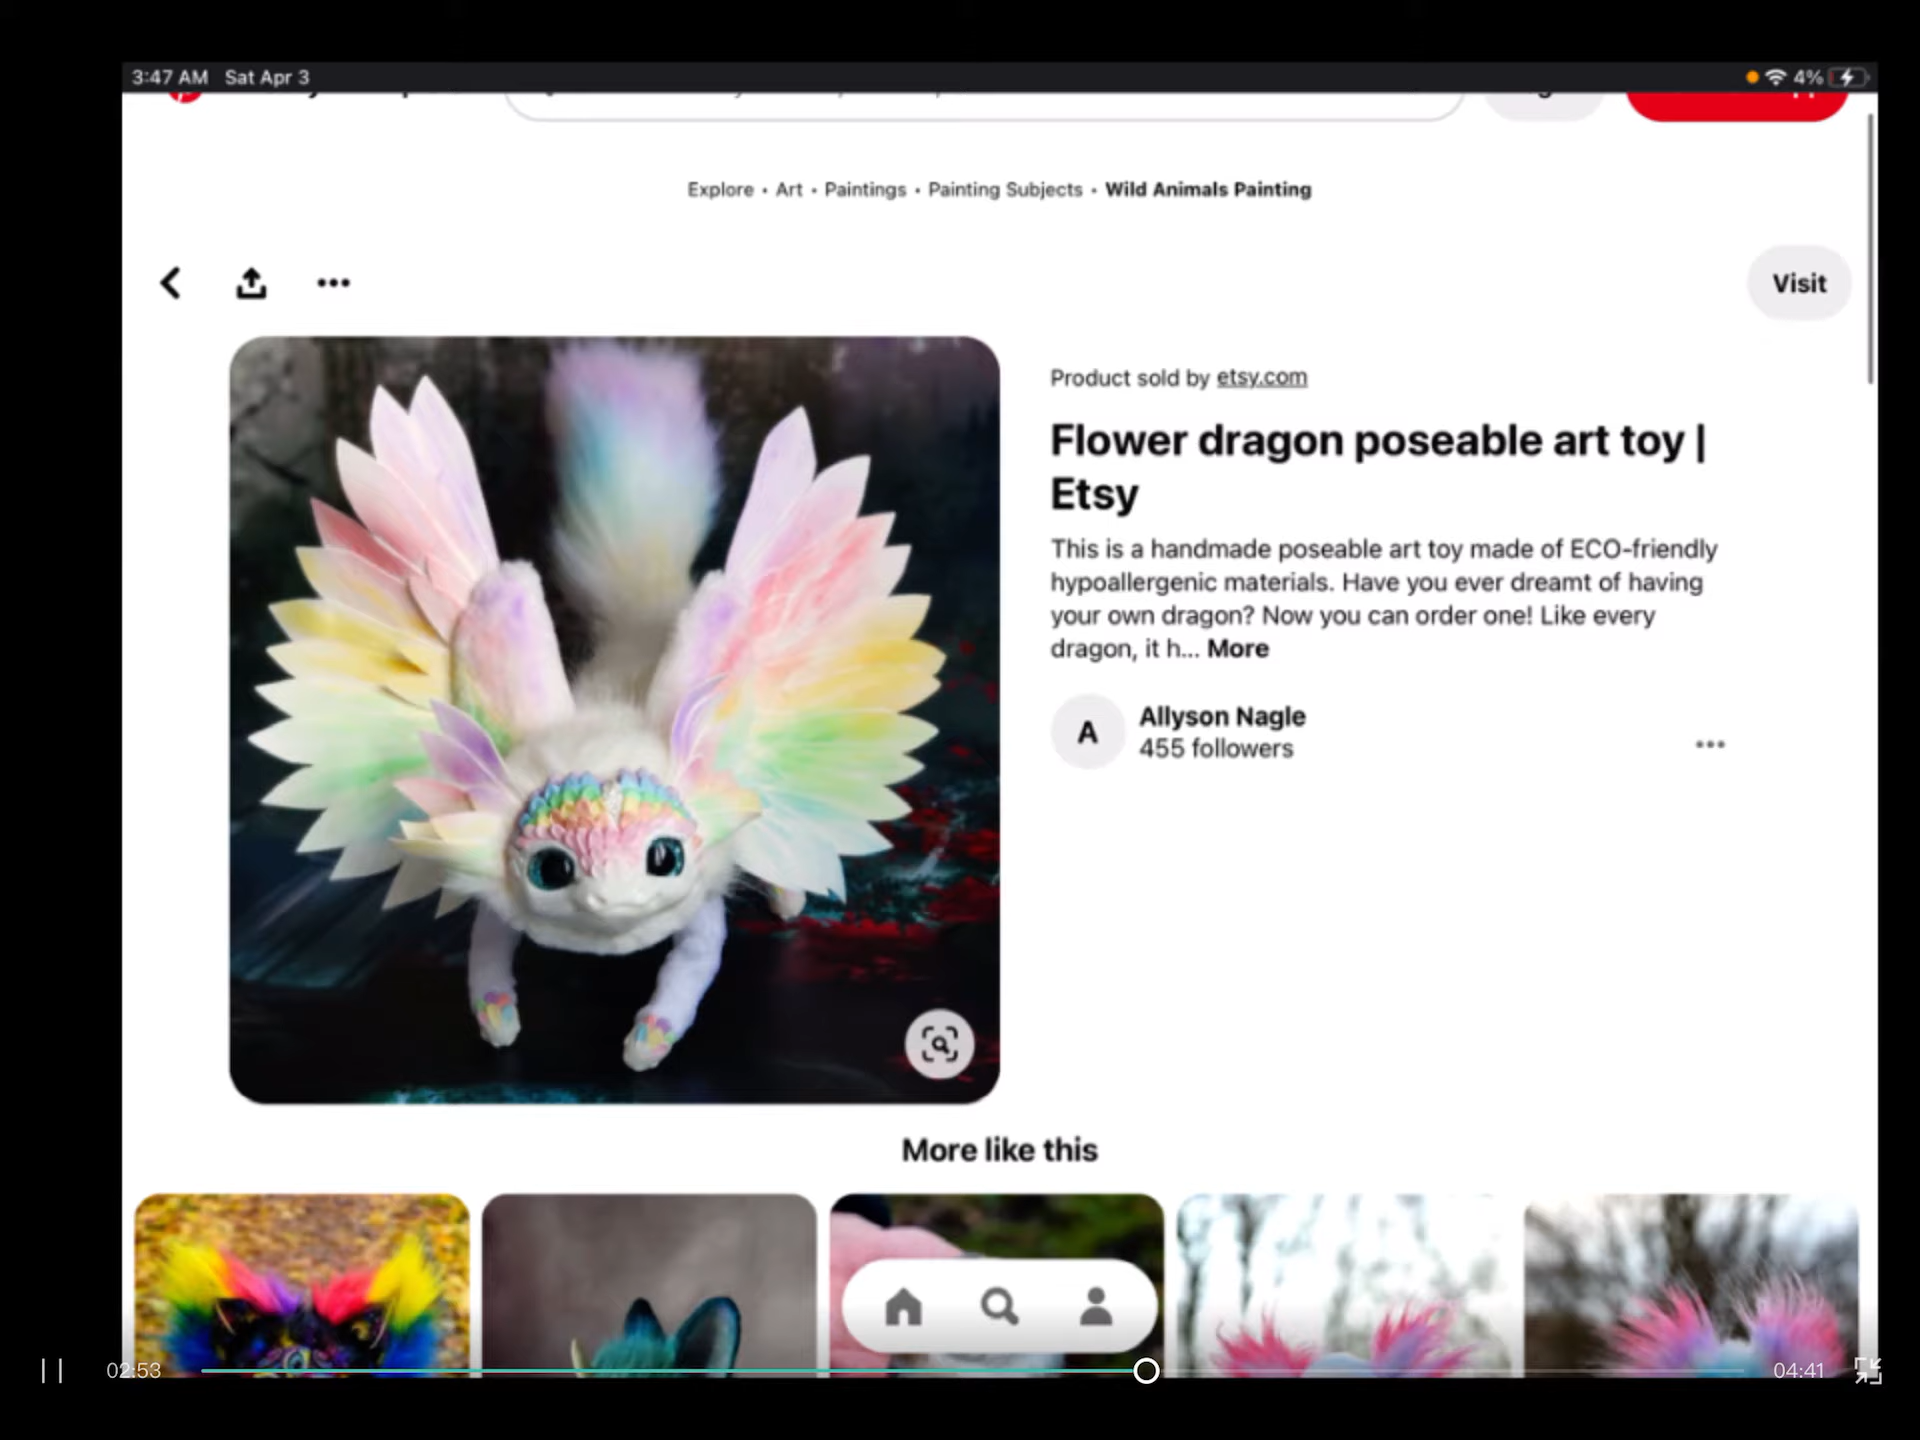 3:47 AM Sat Apr 3
4%
Explore • Art • Paintings • Painting Subjects • Wild Animals Painting
Visit
Product sold by etsy.com
Flower dragon poseable art toy |
Etsy
This is a handmade poseable art toy made of ECO-friendly
hypoallergenic materials. Have you ever dreamt of having
your own dragon? Now you can order one! Like every
dragon, it h... More
A
Allyson Nagle
455 followers
More like this
02:53
04:41